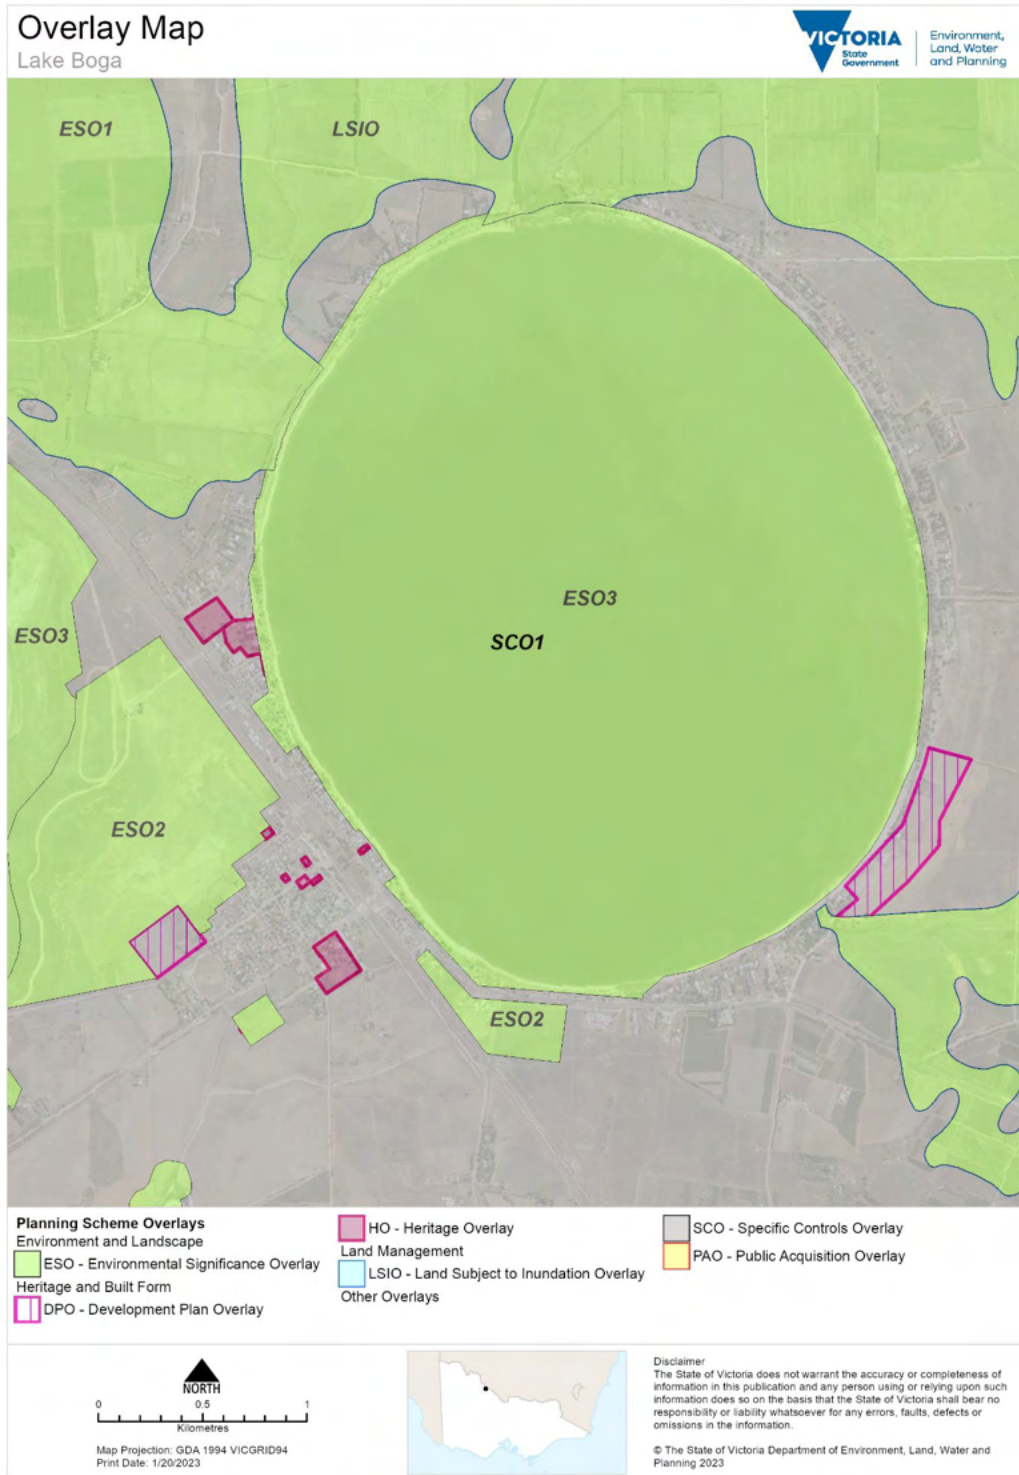 Overlay Map
Lake Boga
VICTORIA
State
Government
Environment,
Land, Water
and Planning
ESO1
LSIO
ESO3
SCO1
ESO3
ESO2
ESO2
Planning Scheme Overlays
Environment and Landscape
ESO - Environmental Significance Overlay
Heritage and Built Form
DPO - Development Plan Overlay
HO - Heritage Overlay
Land Management
LSIO - Land Subject to Inundation Overlay
Other Overlays
SCO - Specific Controls Overlay
PAO - Public Acquisition Overlay
NORTH
0 0.5 1
Kilometres
Map Projection: GDA 1994 VICGRID94
Print Date: 1/20/2023
Disclaimer
The State of Victoria does not warrant the accuracy or completeness of
information in this publication and any person using or relying upon such
information does so on the basis that the State of Victoria shall bear no
responsibility or liability whatsoever for any errors, faults, defects or
omissions in the information.
© The State of Victoria Department of Environment, Land, Water and
Planning 2023